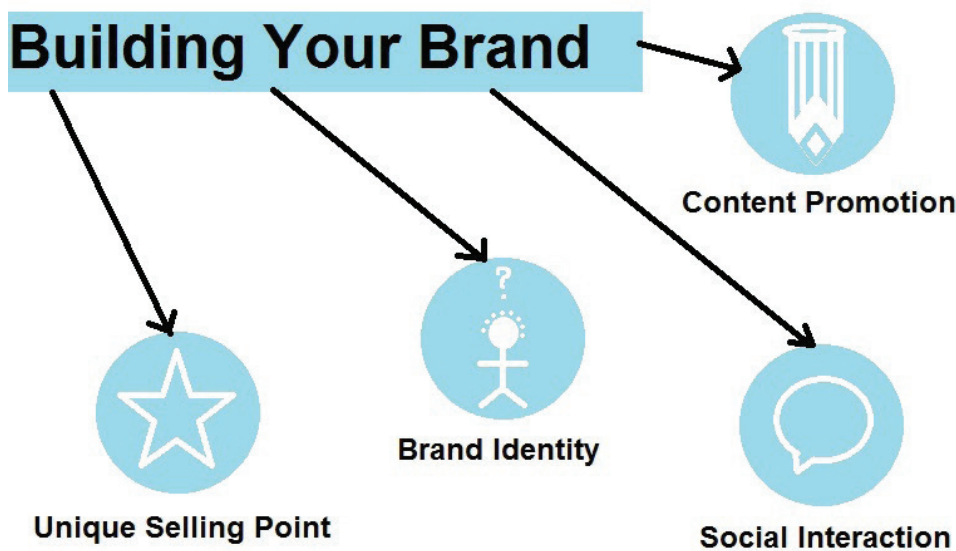 Building Your Brand
Content Promotion
?
Brand Identity
Unique Selling Point
Social Interaction